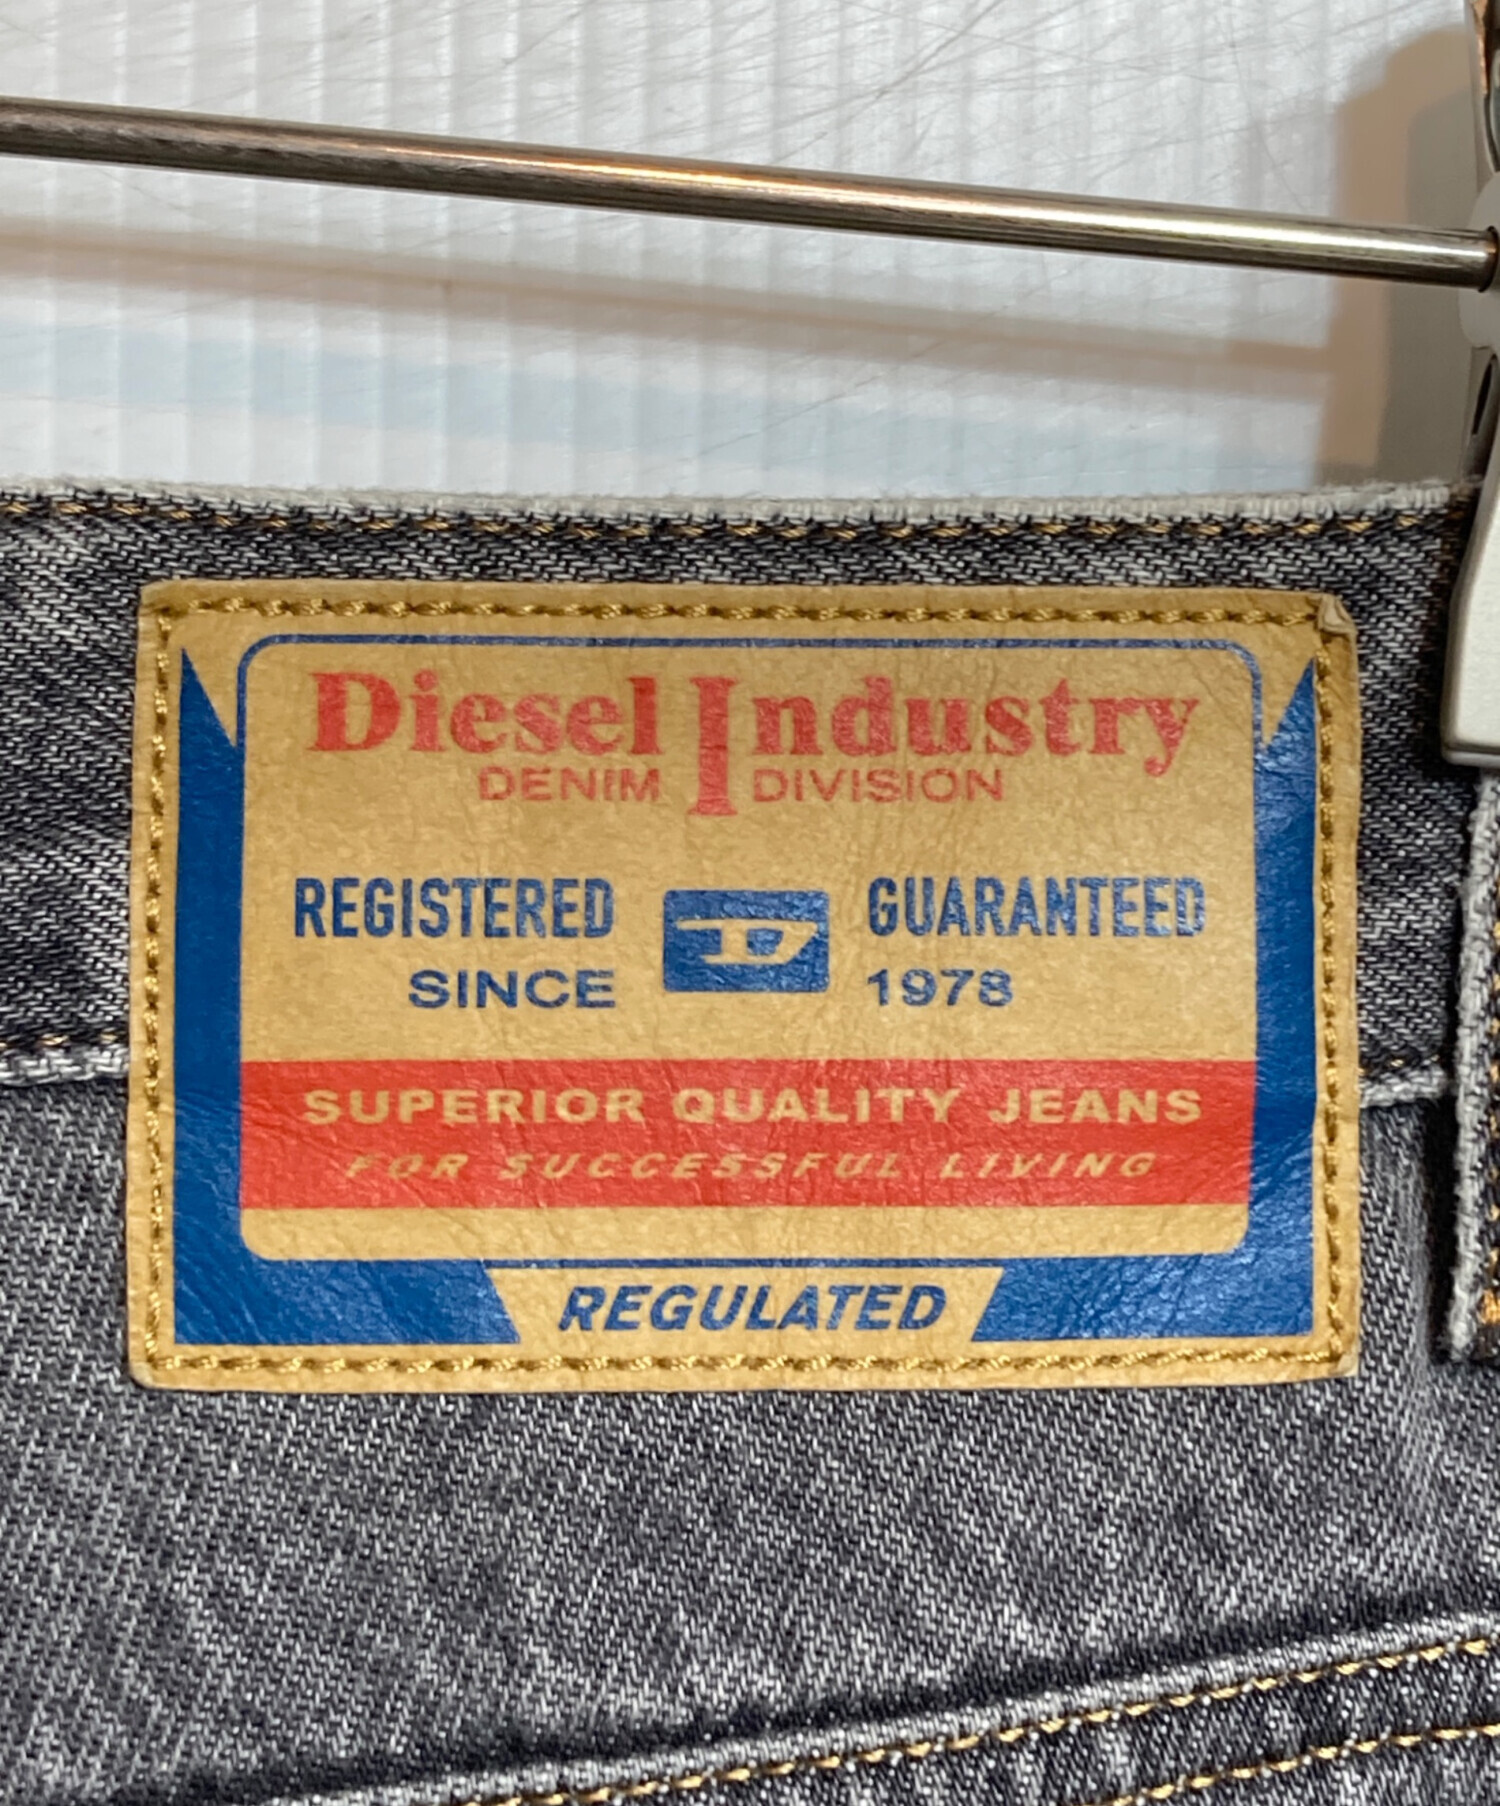 Diesel Industry
DENIM DIVISION
REGISTERED D GUARANTEED
SINCE 1978
SUPERIOR QUALITY JEANS
FOR SUCCESSFUL LIVING
REGULATED